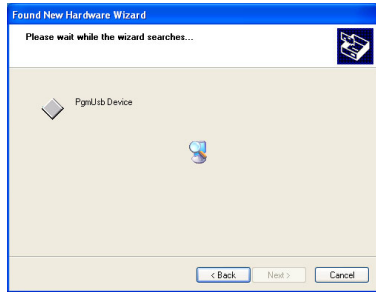 Found New Hardware Wizard
Please wait while the wizard searches...
PgmUsb Device
< Back
Next >
Cancel